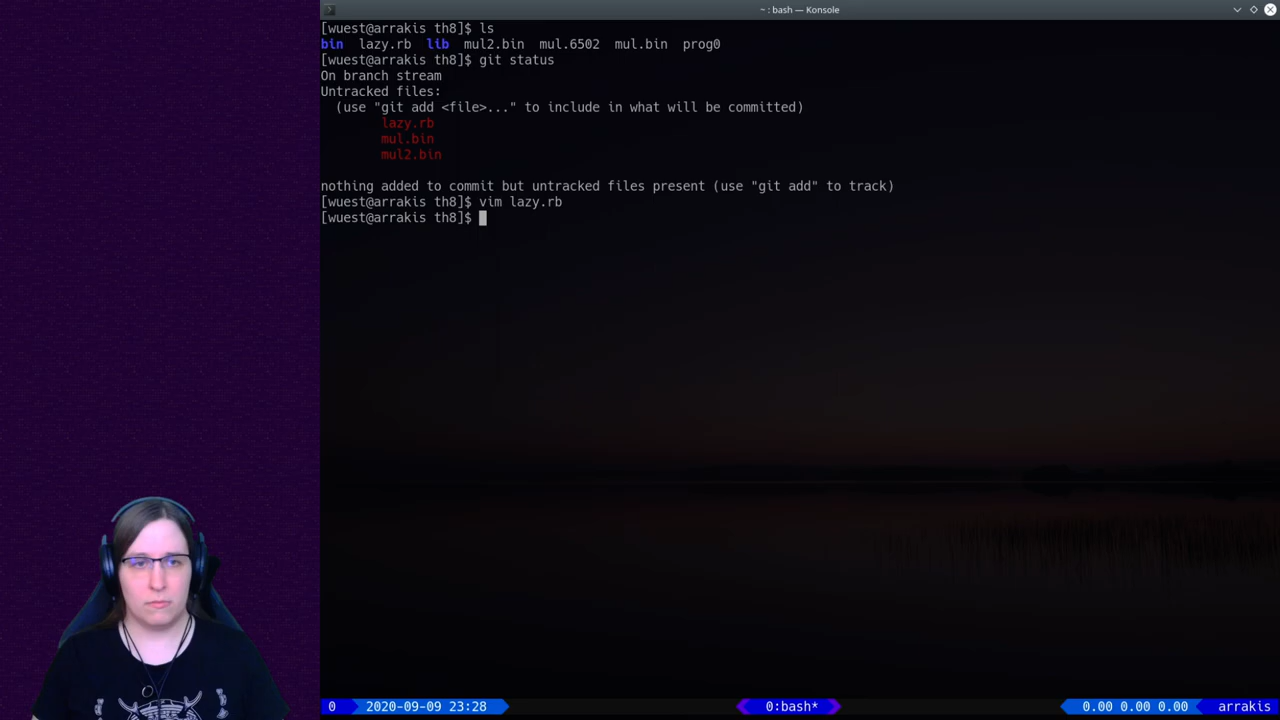 ~ : bash — Konsole
[wuest@arrakis th8]$ ls
bin lazy.rb lib mul2.bin mul.6502 mul.bin prog0
[wuest@arrakis th8]$ git status
On branch stream
Untracked files:
(use "git add <file>..." to include in what will be committed)
lazy.rb
mul.bin
mul2.bin
nothing added to commit but untracked files present (use "git add" to track)
[wuest@arrakis th8]$ vim lazy.rb
[wuest@arrakis th8]$
0 2020-09-09 23:28 0:bash* 0.00 0.00 0.00 arrakis